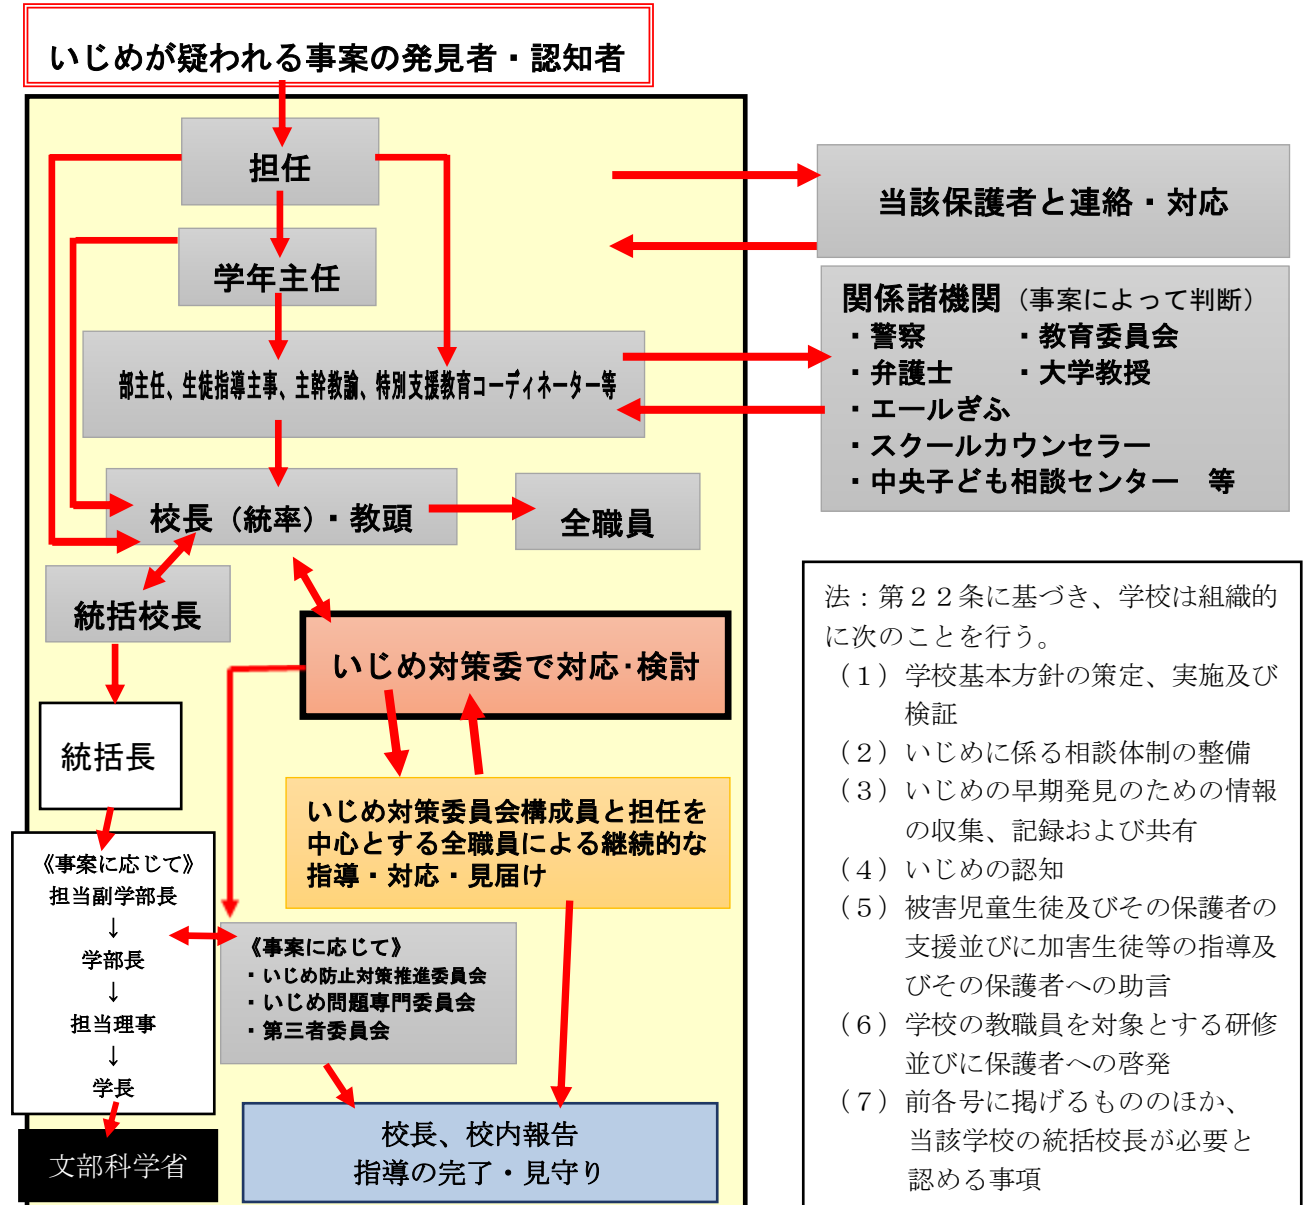 いじめが疑われる事案の発見者・認知者
担任
学年主任
部主任、生徒指導主事、主幹教諭、特別支援教育コーディネーター等
校長（統率）・教頭
全職員
統括校長
いじめ対策委で対応・検討
統括長
いじめ対策委員会構成員と担任を
中心とする全職員による継続的な
指導・対応・見届け
《事案に応じて》
担当副学部長
↓
学部長
↓
担当理事
↓
学長
《事案に応じて》
・いじめ防止対策推進委員会
・いじめ問題専門委員会
・第三者委員会
文部科学省
校長、校内報告
指導の完了・見守り
当該保護者と連絡・対応
関係諸機関（事案によって判断）
・警察　・教育委員会
・弁護士　・大学教授
・エールぎふ
・スクールカウンセラー
・中央子ども相談センター　等
法：第２２条に基づき、学校は組織的
に次のことを行う。
（１）学校基本方針の策定、実施及び
検証
（２）いじめに係る相談体制の整備
（３）いじめの早期発見のための情報
の収集、記録および共有
（４）いじめの認知
（５）被害児童生徒及びその保護者の
支援並びに加害生徒等の指導及
びその保護者への助言
（６）学校の教職員を対象とする研修
並びに保護者への啓発
（７）前各号に掲げるもののほか、
当該学校の統括校長が必要と
認める事項